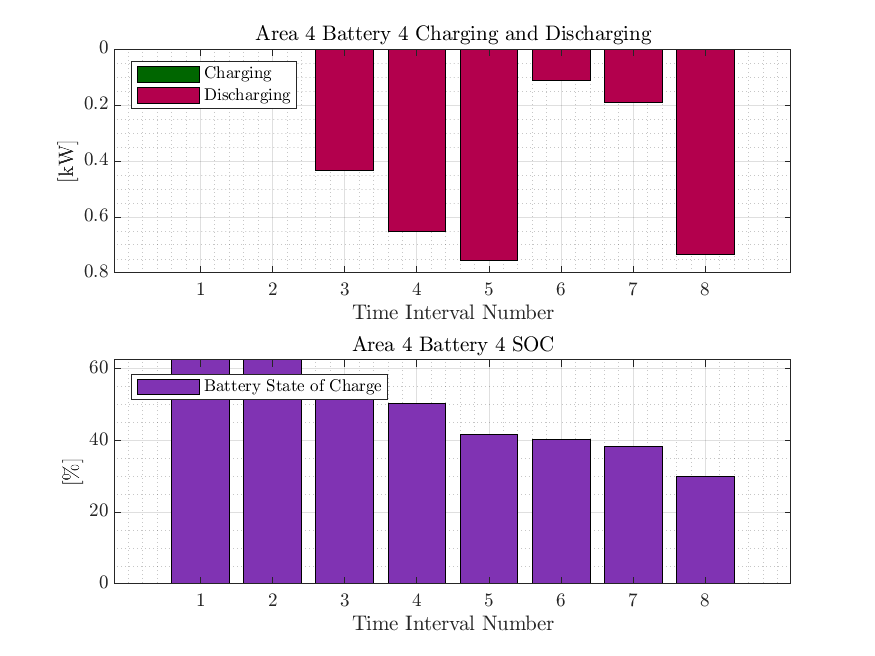 Area 4 Battery 4 Charging and Discharging
0
0.2
0.4
0.6
0.8
[kW]
Charging
Discharging
1 2 3 4 5 6 7 8
Time Interval Number
Area 4 Battery 4 SOC
60
40
20
0
[%]
Battery State of Charge
1 2 3 4 5 6 7 8
Time Interval Number